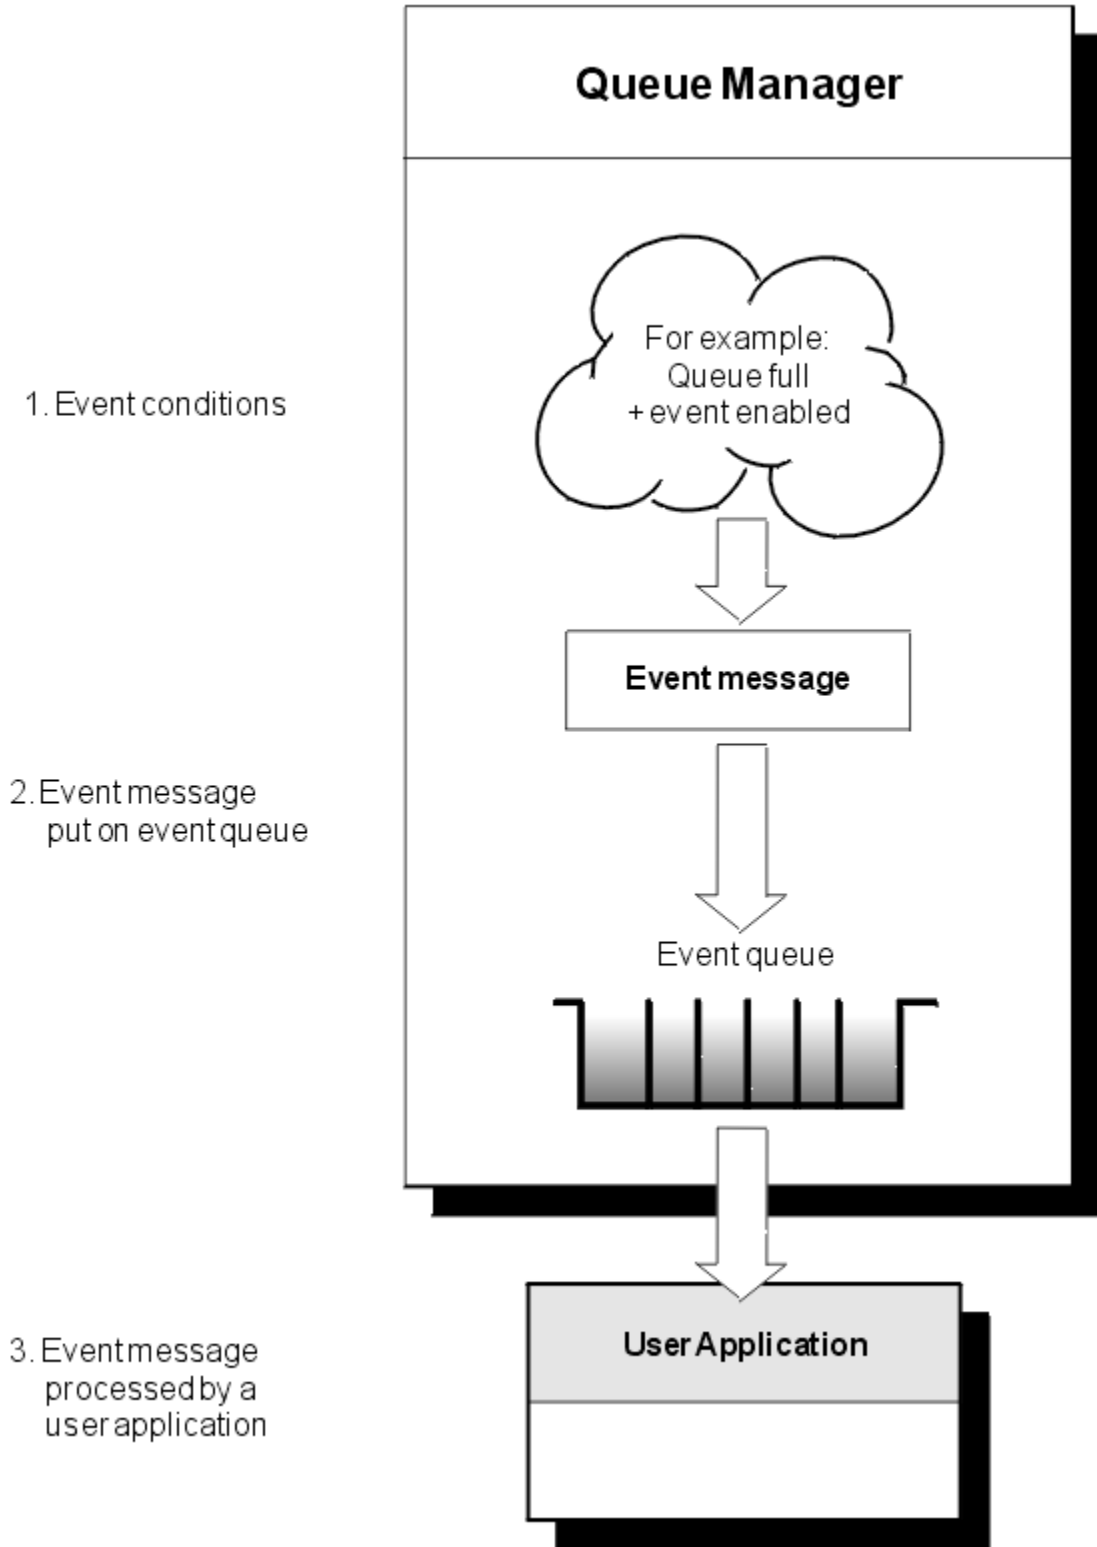 Queue Manager
For example:
Queue full
+ event enabled
1. Event conditions
Event message
2. Event message
put on event queue
Event queue
User Application
3. Event message
processed by a
user application